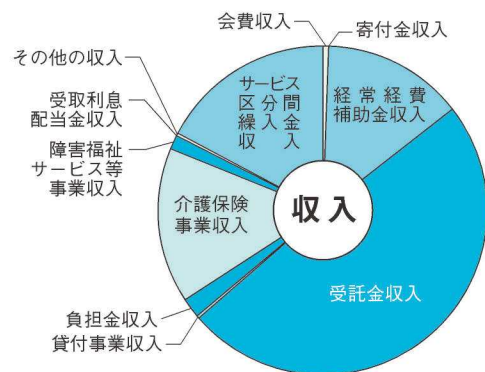 会費収入
寄付金収入
その他の収入
サービス
区分間
繰入金
収入
経常経費
補助金収入
受取利息
配当金収入
障害福祉
サービス等
事業収入
介護保険
事業収入
収入
受託金収入
負担金収入
貸付事業収入